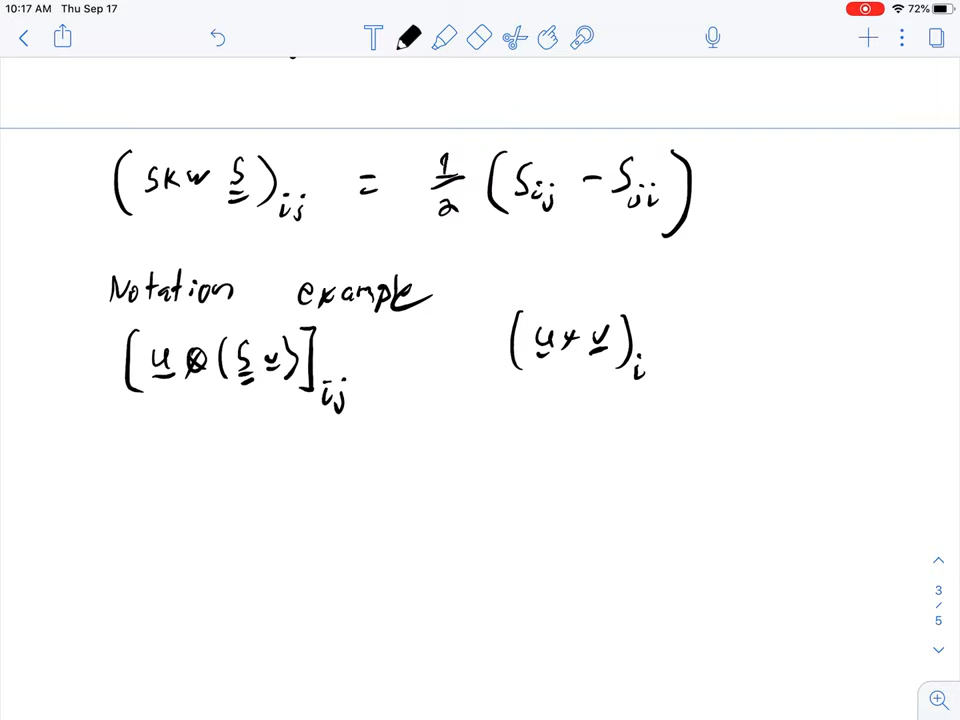 10:17 AM Thu Sep 17 72%
(skw S)ij = 1/2 (Sij - Sji)
Notation example
[u ⊗ (S v)]ij (u + v)i
3
/
5